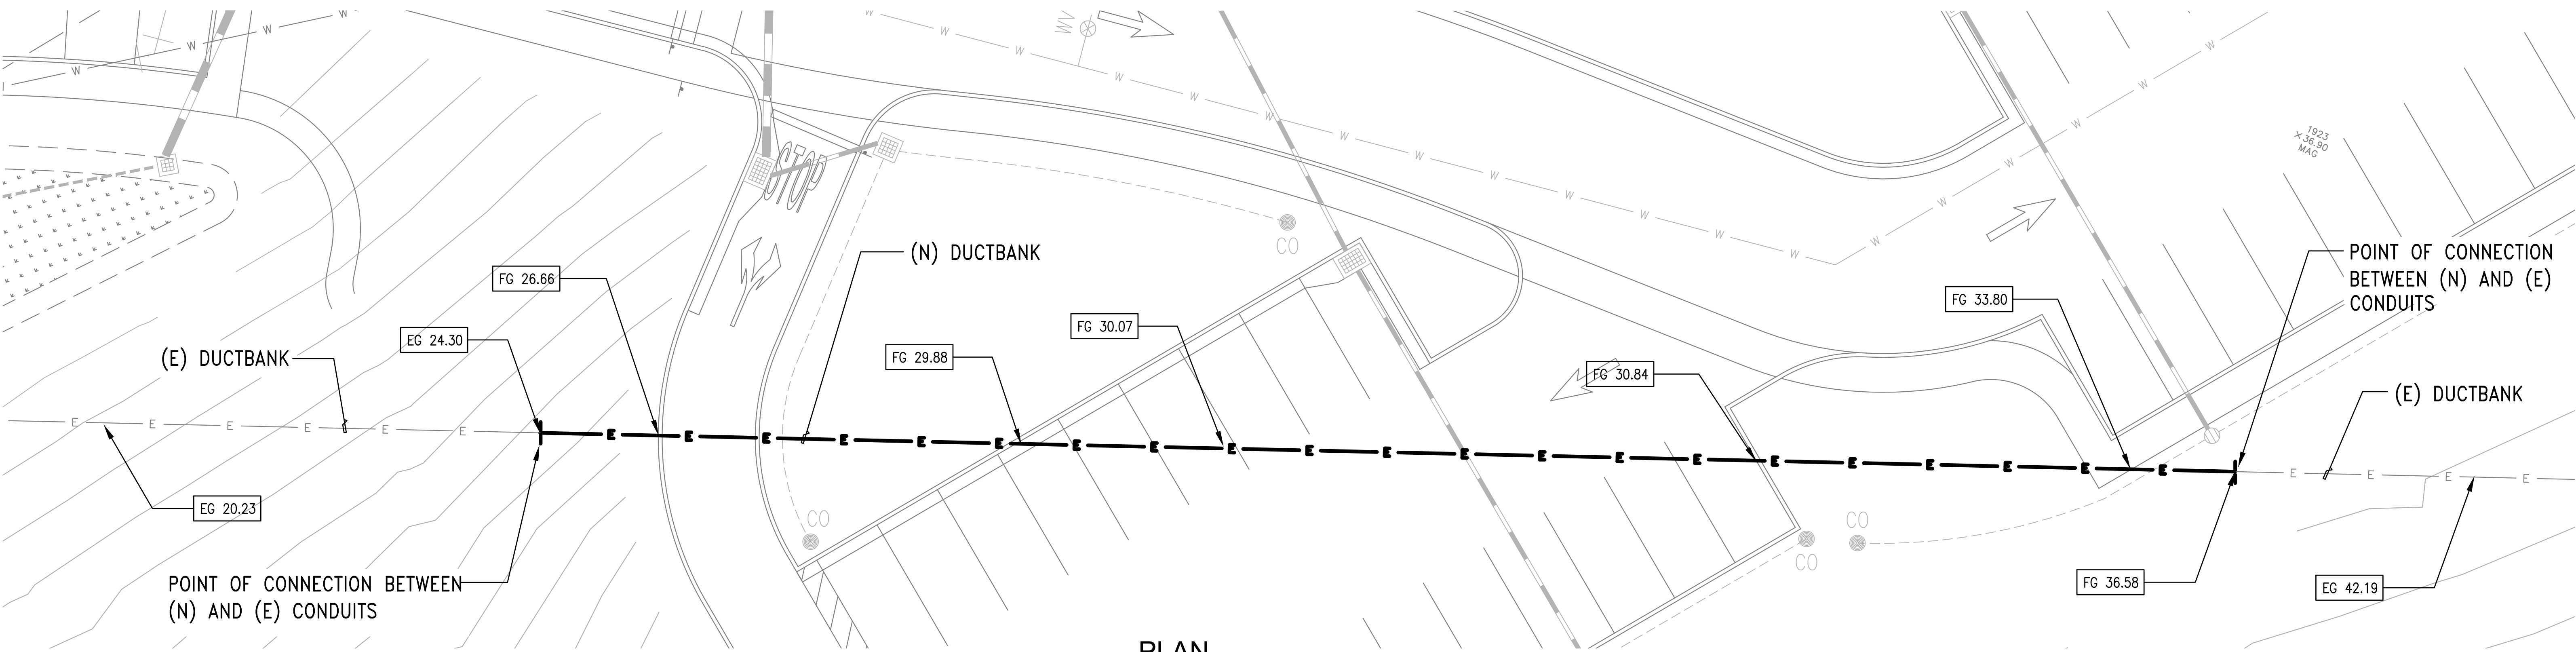 W W W
W W W W W W W W W W W W W W W W W W
WV
STOP
1923
36.90
MAG
(N) DUCTBANK
CO
POINT OF CONNECTION
BETWEEN (N) AND (E)
CONDUITS
FG 26.66
FG 33.80
EG 24.30
FG 30.07
(E) DUCTBANK
FG 29.88
FG 30.84
(E) DUCTBANK
E E E E E E
E E E E E E E E E E E E E E E E E E E E E
E E E E
EG 20.23
CO
CO
CO
POINT OF CONNECTION BETWEEN
(N) AND (E) CONDUITS
FG 36.58
EG 42.19
PLAN